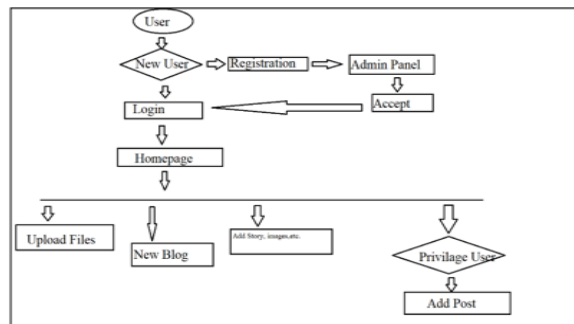 User
New User
Registration
Admin Panel
Login
Accept
Homepage
Upload Files
New Blog
Add Story, images,etc.
Privilage User
Add Post